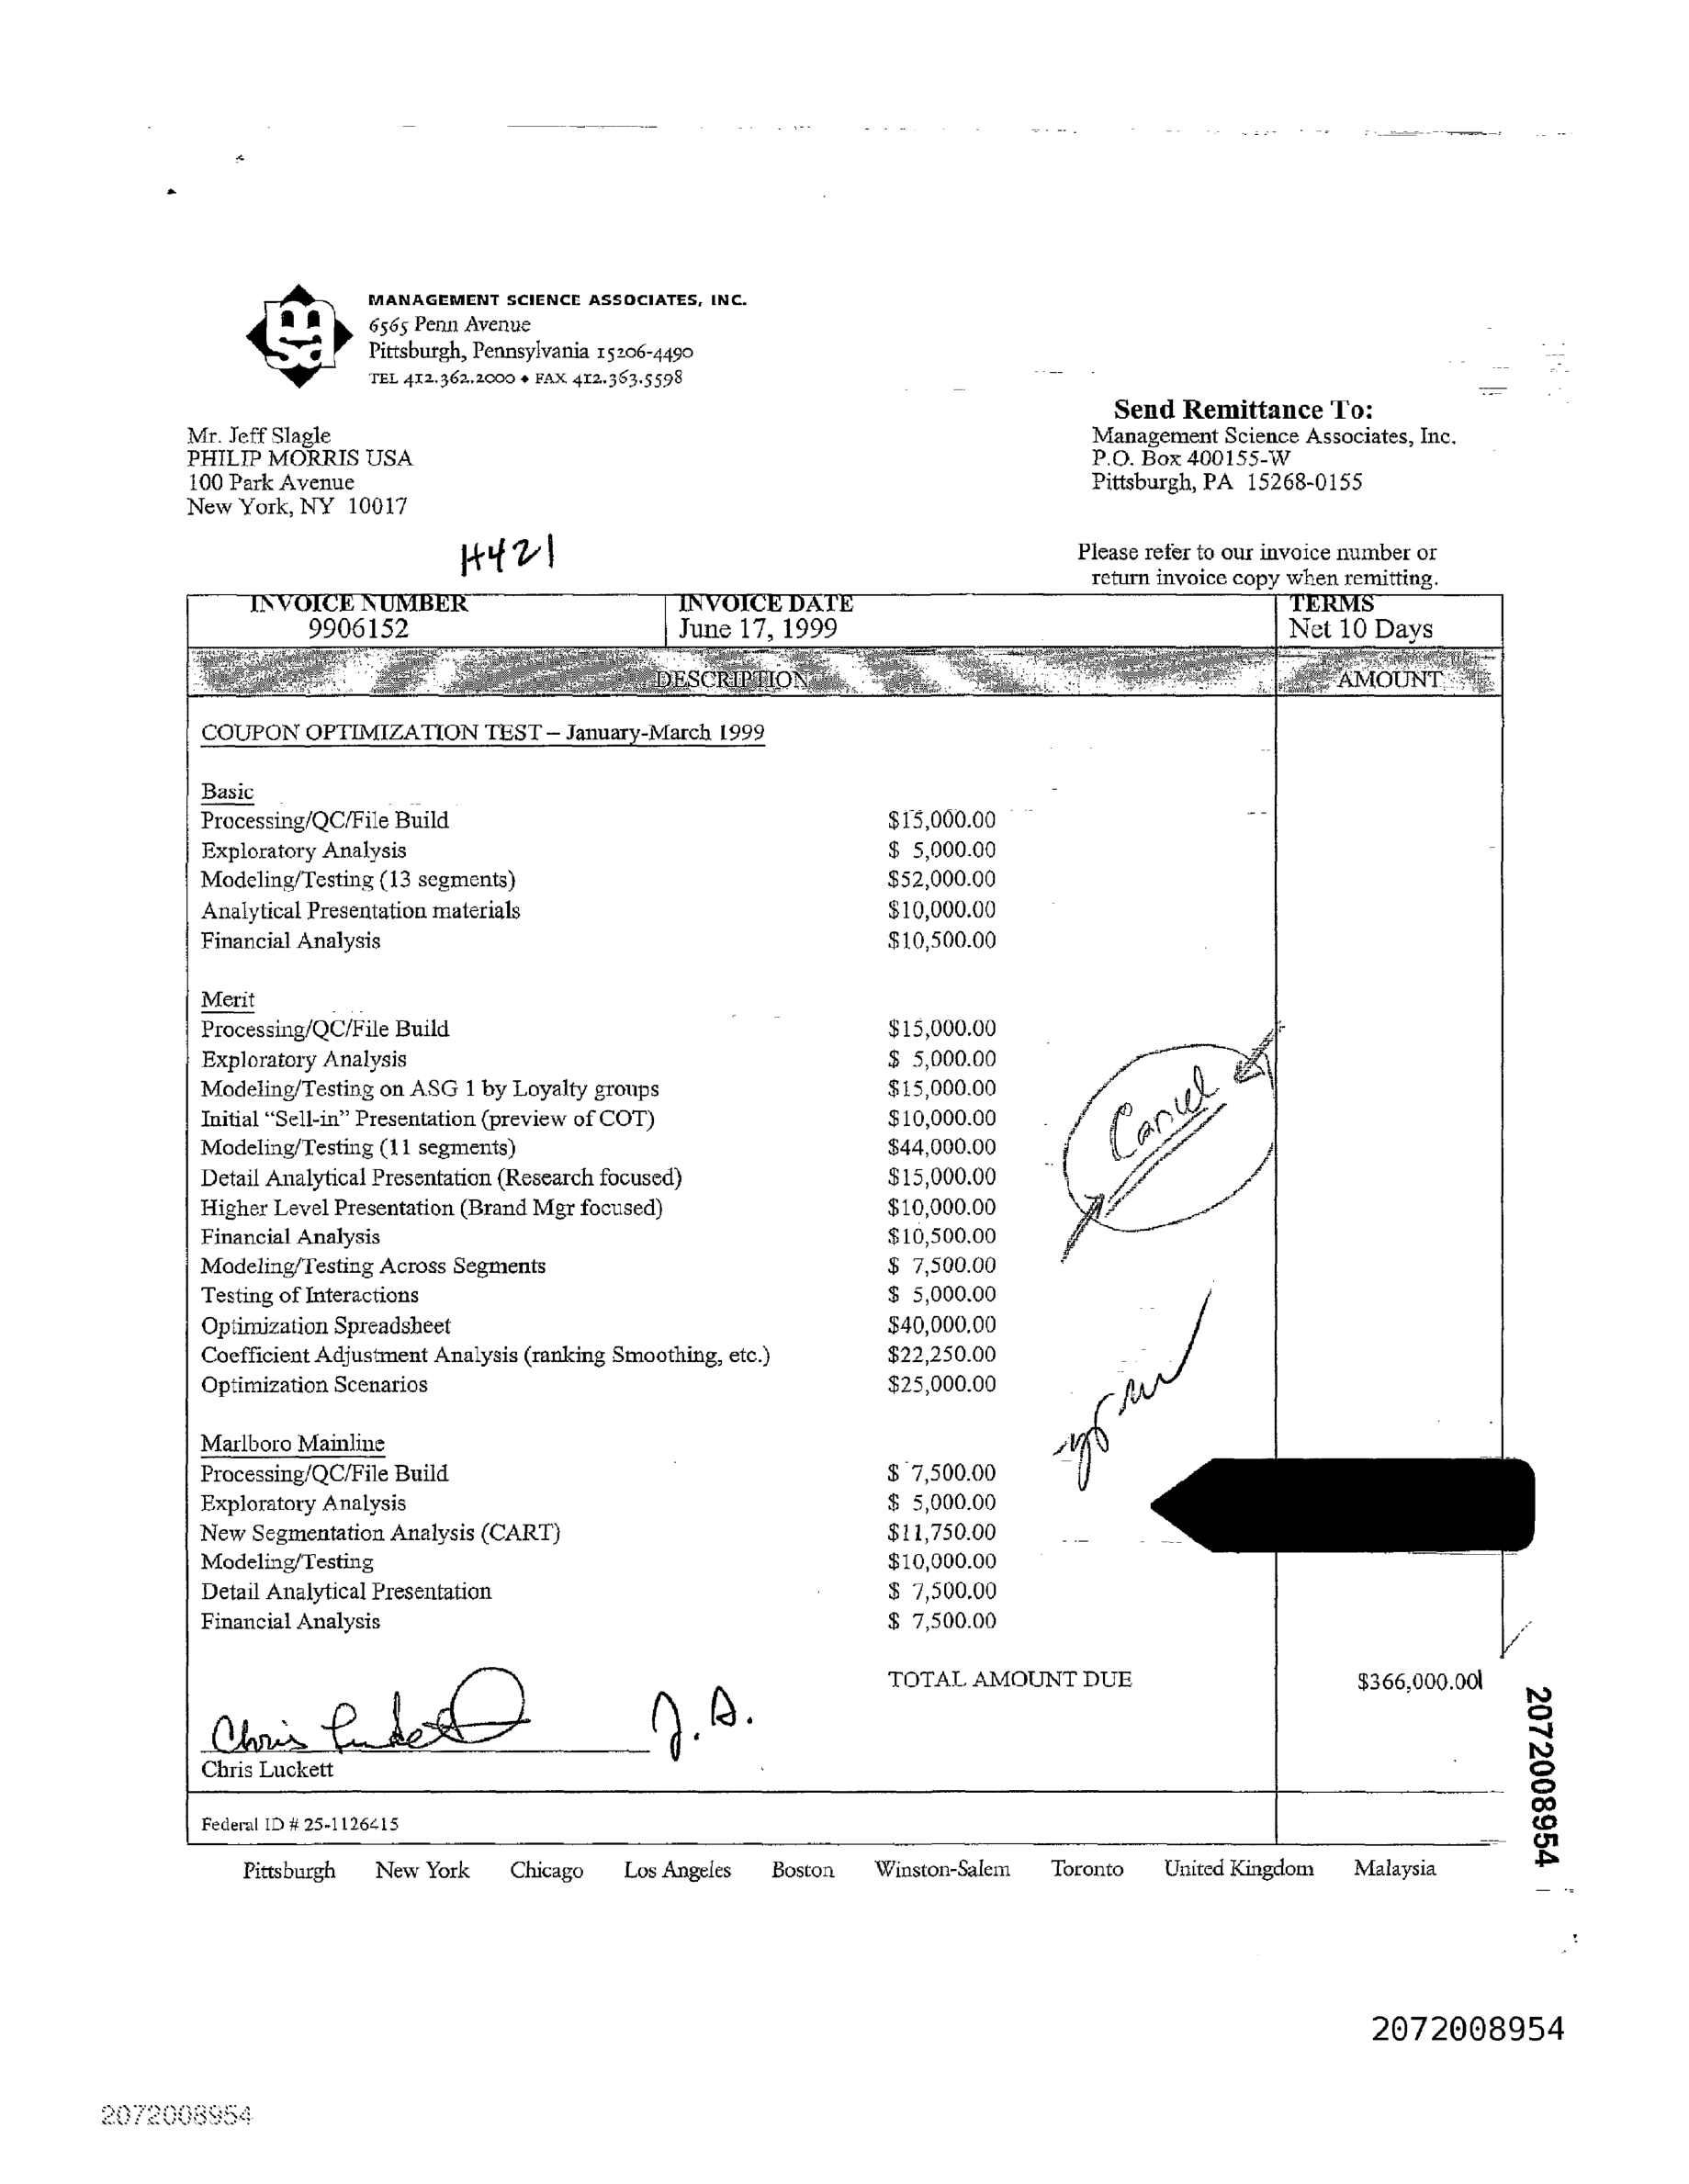 MANAGEMENT SCIENCE ASSOCIATES, INC.
6565 Penn Avenue
Pittsburgh, Pennsylvania 15206-4490
TEL 412.362.2000 ♦ FAX 412.363.5598
Send Remittance To:
Management Science Associates, Inc.
P.O. Box 400155-W
Pittsburgh, PA 15268-0155
Mr. Jeff Slagle
PHILIP MORRIS USA
100 Park Avenue
New York, NY 10017
H421
Please refer to our invoice number or
return invoice copy when remitting.
INVOICE NUMBER INVOICE DATE TERMS
9906152 June 17, 1999 Net 10 Days
DESCRIPTION AMOUNT
COUPON OPTIMIZATION TEST – January-March 1999
Basic
Processing/QC/File Build $15,000.00
Exploratory Analysis $ 5,000.00
Modeling/Testing (13 segments) $52,000.00
Analytical Presentation materials $10,000.00
Financial Analysis $10,500.00
Merit
Processing/QC/File Build $15,000.00
Exploratory Analysis $ 5,000.00
Modeling/Testing on ASG 1 by Loyalty groups $15,000.00
Initial “Sell-in” Presentation (preview of COT) $10,000.00
Modeling/Testing (11 segments) $44,000.00
Detail Analytical Presentation (Research focused) $15,000.00
Higher Level Presentation (Brand Mgr focused) $10,000.00
Financial Analysis $10,500.00
Modeling/Testing Across Segments $ 7,500.00
Testing of Interactions $ 5,000.00
Optimization Spreadsheet $40,000.00
Coefficient Adjustment Analysis (ranking Smoothing, etc.) $22,250.00
Optimization Scenarios $25,000.00
Cancel
Marlboro Mainline
Processing/QC/File Build $ 7,500.00
Exploratory Analysis $ 5,000.00
New Segmentation Analysis (CART) $11,750.00
Modeling/Testing $10,000.00
Detail Analytical Presentation $ 7,500.00
Financial Analysis $ 7,500.00
TOTAL AMOUNT DUE $366,000.00
Chris Luckett J.A.
Chris Luckett
Federal ID # 25-1126415
Pittsburgh New York Chicago Los Angeles Boston Winston-Salem Toronto United Kingdom Malaysia
2072008954
2072008954
2072008954